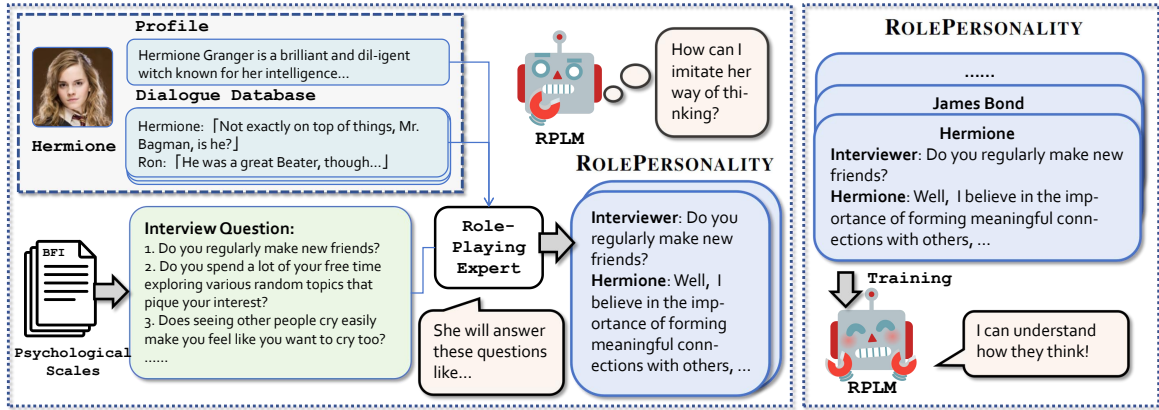 Profile
Hermione Granger is a brilliant and dil-igent
witch known for her intelligence...
Dialogue Database
Hermione: ⌈Not exactly on top of things, Mr.
Bagman, is he?⌋
Ron: ⌈He was a great Beater, though...⌋
Hermione
RPLM
How can I
imitate her
way of thi-
nking?
BFI
Psychological
Scales
Interview Question:
1. Do you regularly make new friends?
2. Do you spend a lot of your free time
exploring various random topics that
pique your interest?
3. Does seeing other people cry easily
make you feel like you want to cry too?
......
Role-
Playing
Expert
She will answer
these questions
like...
ROLEPERSONALITY
Interviewer: Do you
regularly make new
friends?
Hermione: Well, I
believe in the imp-
ortance of forming
meaningful conn-
ections with others, ...
ROLEPERSONALITY
......
James Bond
Hermione
Interviewer: Do you regularly make new
friends?
Hermione: Well, I believe in the imp-
ortance of forming meaningful conn-
ections with others, ...
Training
RPLM
I can understand
how they think!